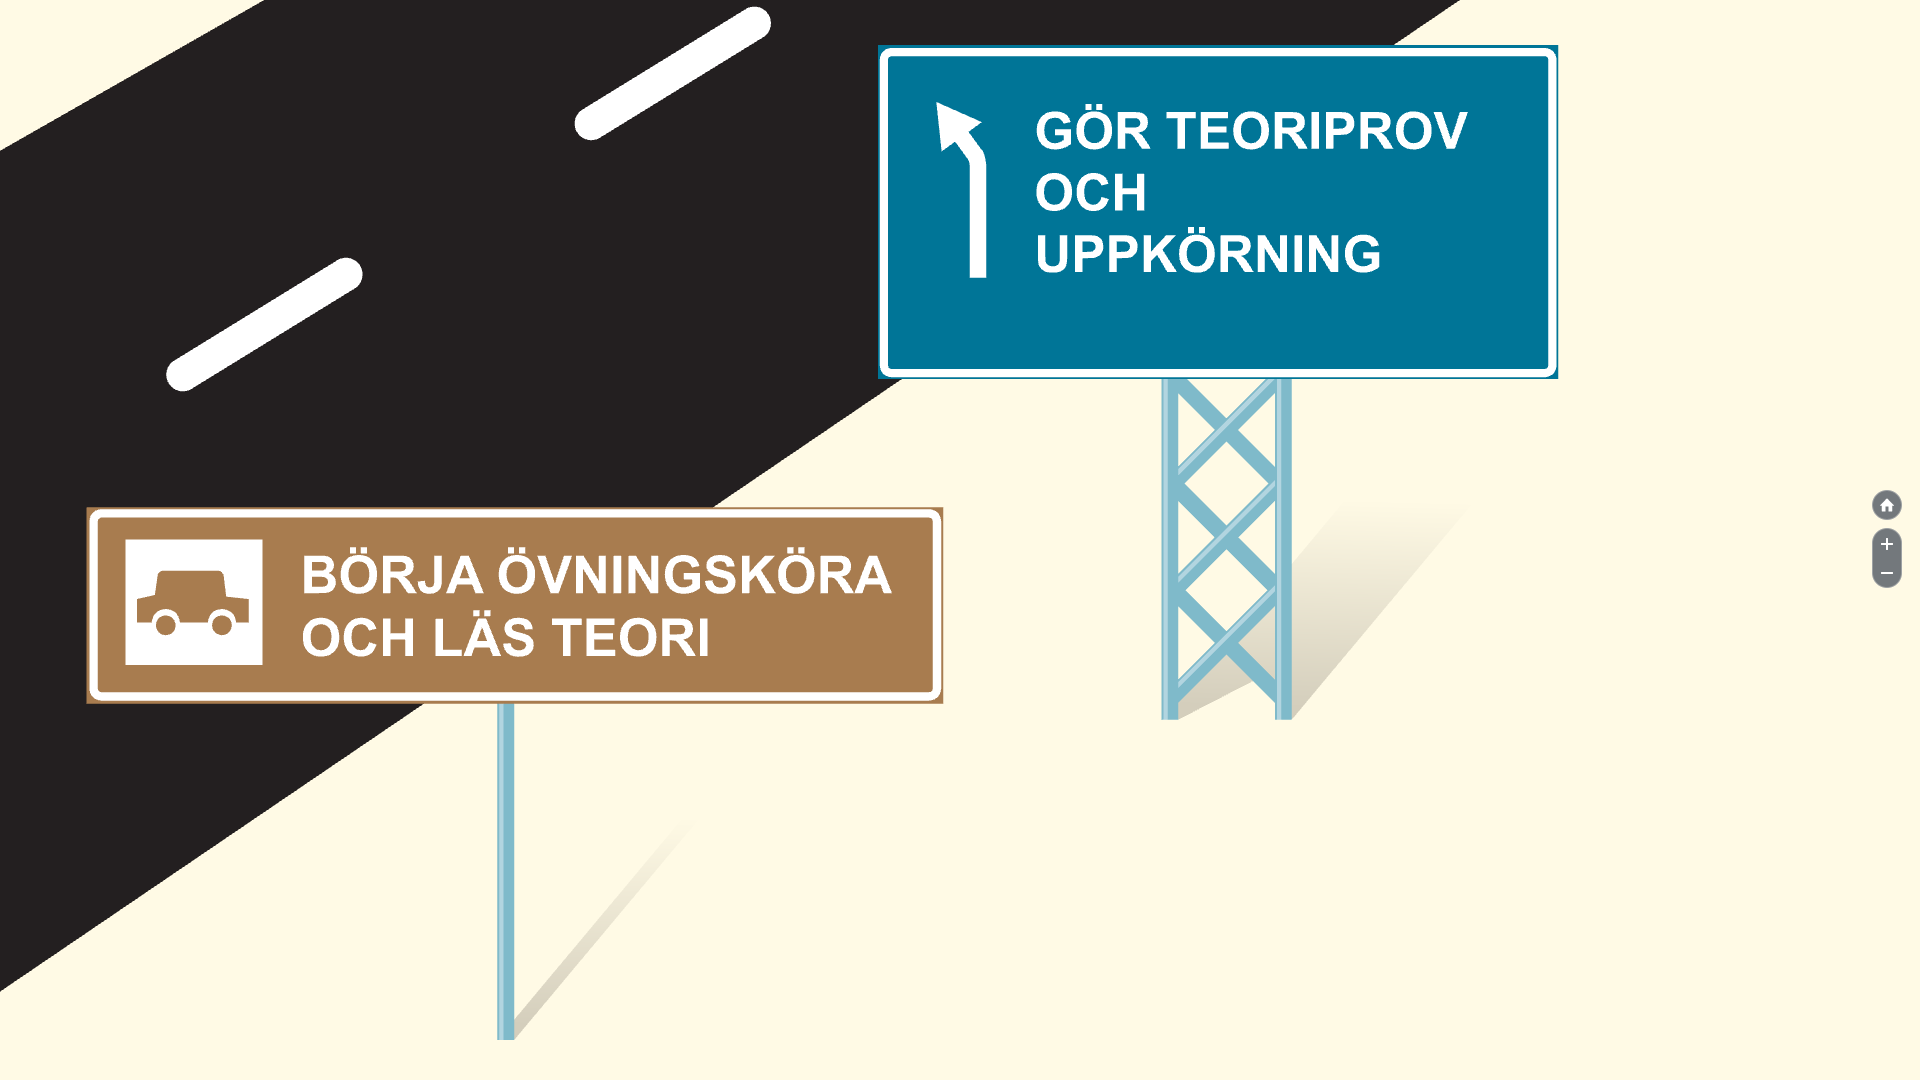 GÖR TEORIPROV
OCH
UPPKÖRNING
BÖRJA ÖVNINGSKÖRA
OCH LÄS TEORI